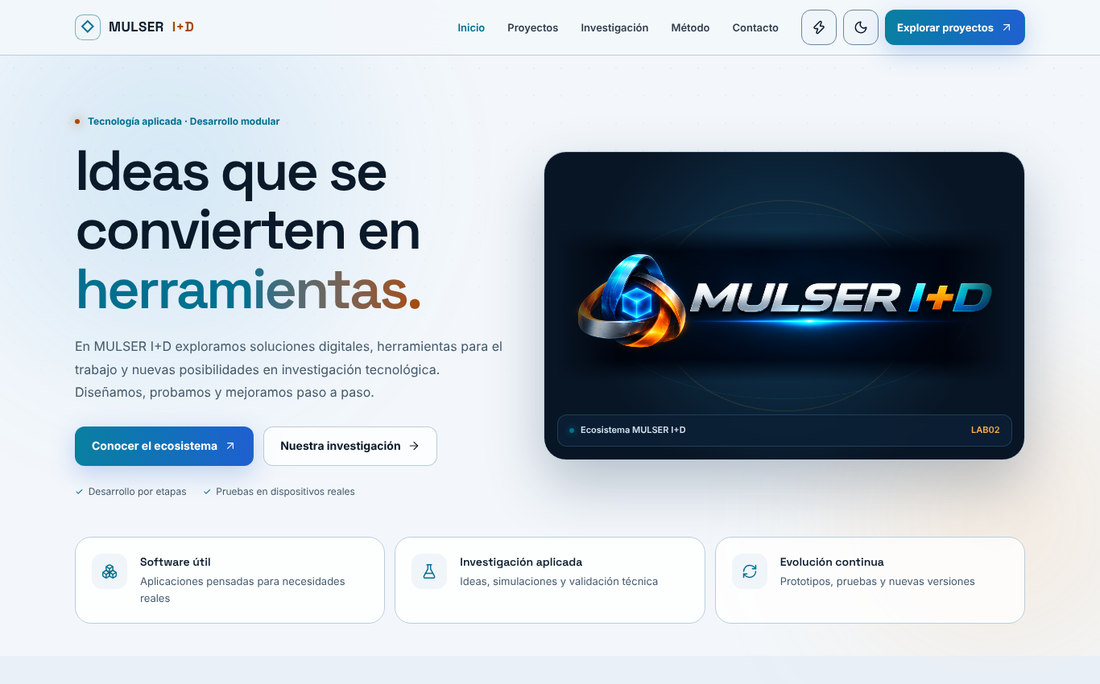 MULSER I+D
Inicio
Proyectos
Investigación
Método
Contacto
Explorar proyectos
Tecnología aplicada · Desarrollo modular
Ideas que se
convierten en
herramientas.
En MULSER I+D exploramos soluciones digitales, herramientas para el
trabajo y nuevas posibilidades en investigación tecnológica.
Diseñamos, probamos y mejoramos paso a paso.
Conocer el ecosistema
Nuestra investigación
Desarrollo por etapas
Pruebas en dispositivos reales
MULSER I+D
Ecosistema MULSER I+D
LAB02
Software útil
Aplicaciones pensadas para necesidades
reales
Investigación aplicada
Ideas, simulaciones y validación técnica
Evolución continua
Prototipos, pruebas y nuevas versiones